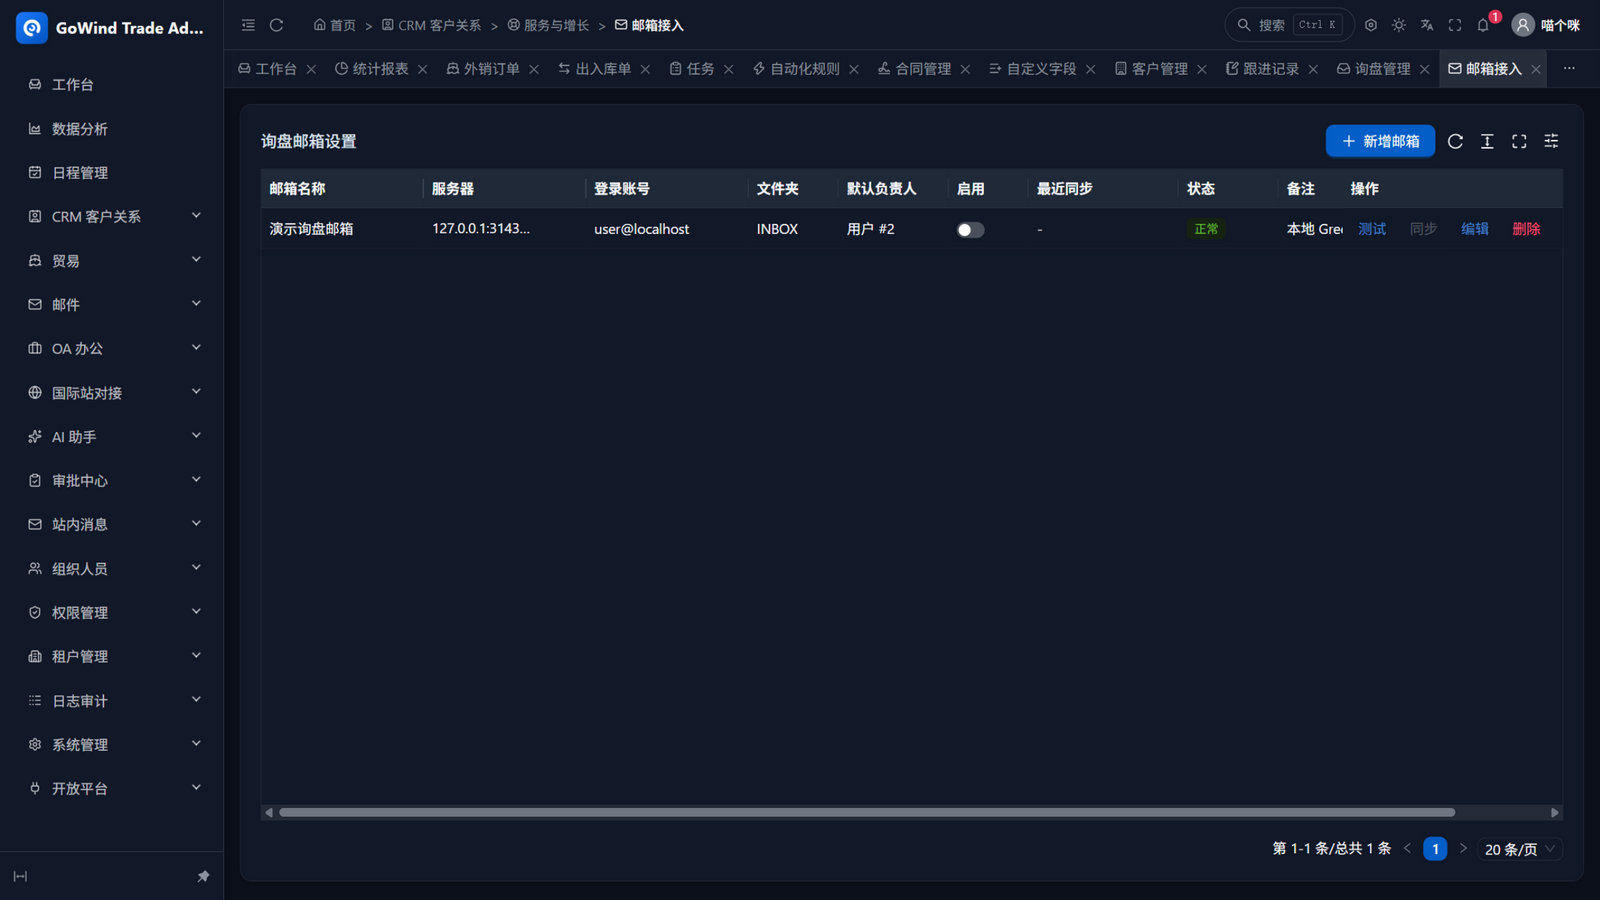 GoWind Trade Ad...
首页 > CRM 客户关系 > 服务与增长 > 邮箱接入
搜索 Ctrl K
1
喵个咪
工作台
统计报表
外销订单
出入库单
任务
自动化规则
合同管理
自定义字段
客户管理
跟进记录
询盘管理
邮箱接入
工作台
数据分析
日程管理
CRM 客户关系
贸易
邮件
OA 办公
国际站对接
AI 助手
审批中心
站内消息
组织人员
权限管理
租户管理
日志审计
系统管理
开放平台
询盘邮箱设置
新增邮箱
邮箱名称 服务器 登录账号 文件夹 默认负责人 启用 最近同步 状态 备注 操作
演示询盘邮箱 127.0.0.1:3143... user@localhost INBOX 用户 #2 - 正常 本地 Gree 测试 同步 编辑 删除
第 1-1 条/总共 1 条 < 1 > 20 条/页